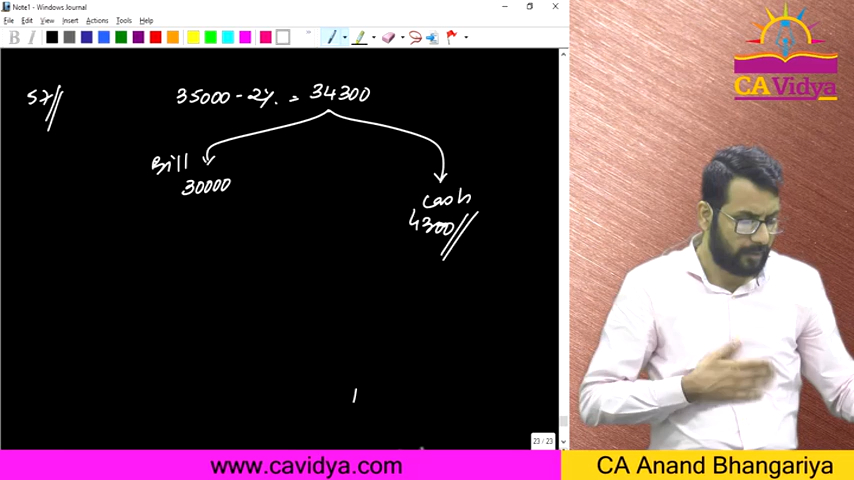 Note1 - Windows Journal
File Edit View Insert Actions Tools Help
B I
57
35000 - 2% = 34300
Bill
30000
cash
4300
23 / 23
CA Vidya
www.cavidya.com
CA Anand Bhangariya